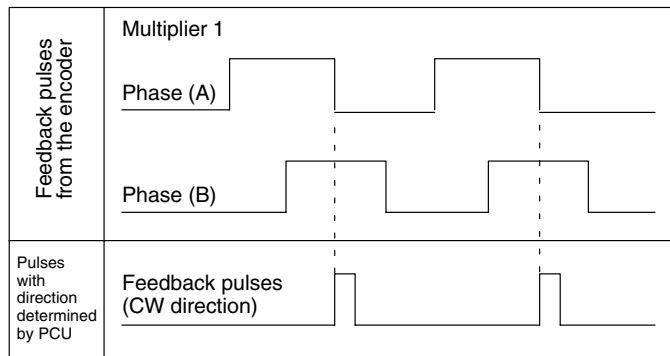 Feedback pulses
from the encoder
Multiplier 1
Phase (A)
Phase (B)
Pulses
with
direction
determined
by PCU
Feedback pulses
(CW direction)